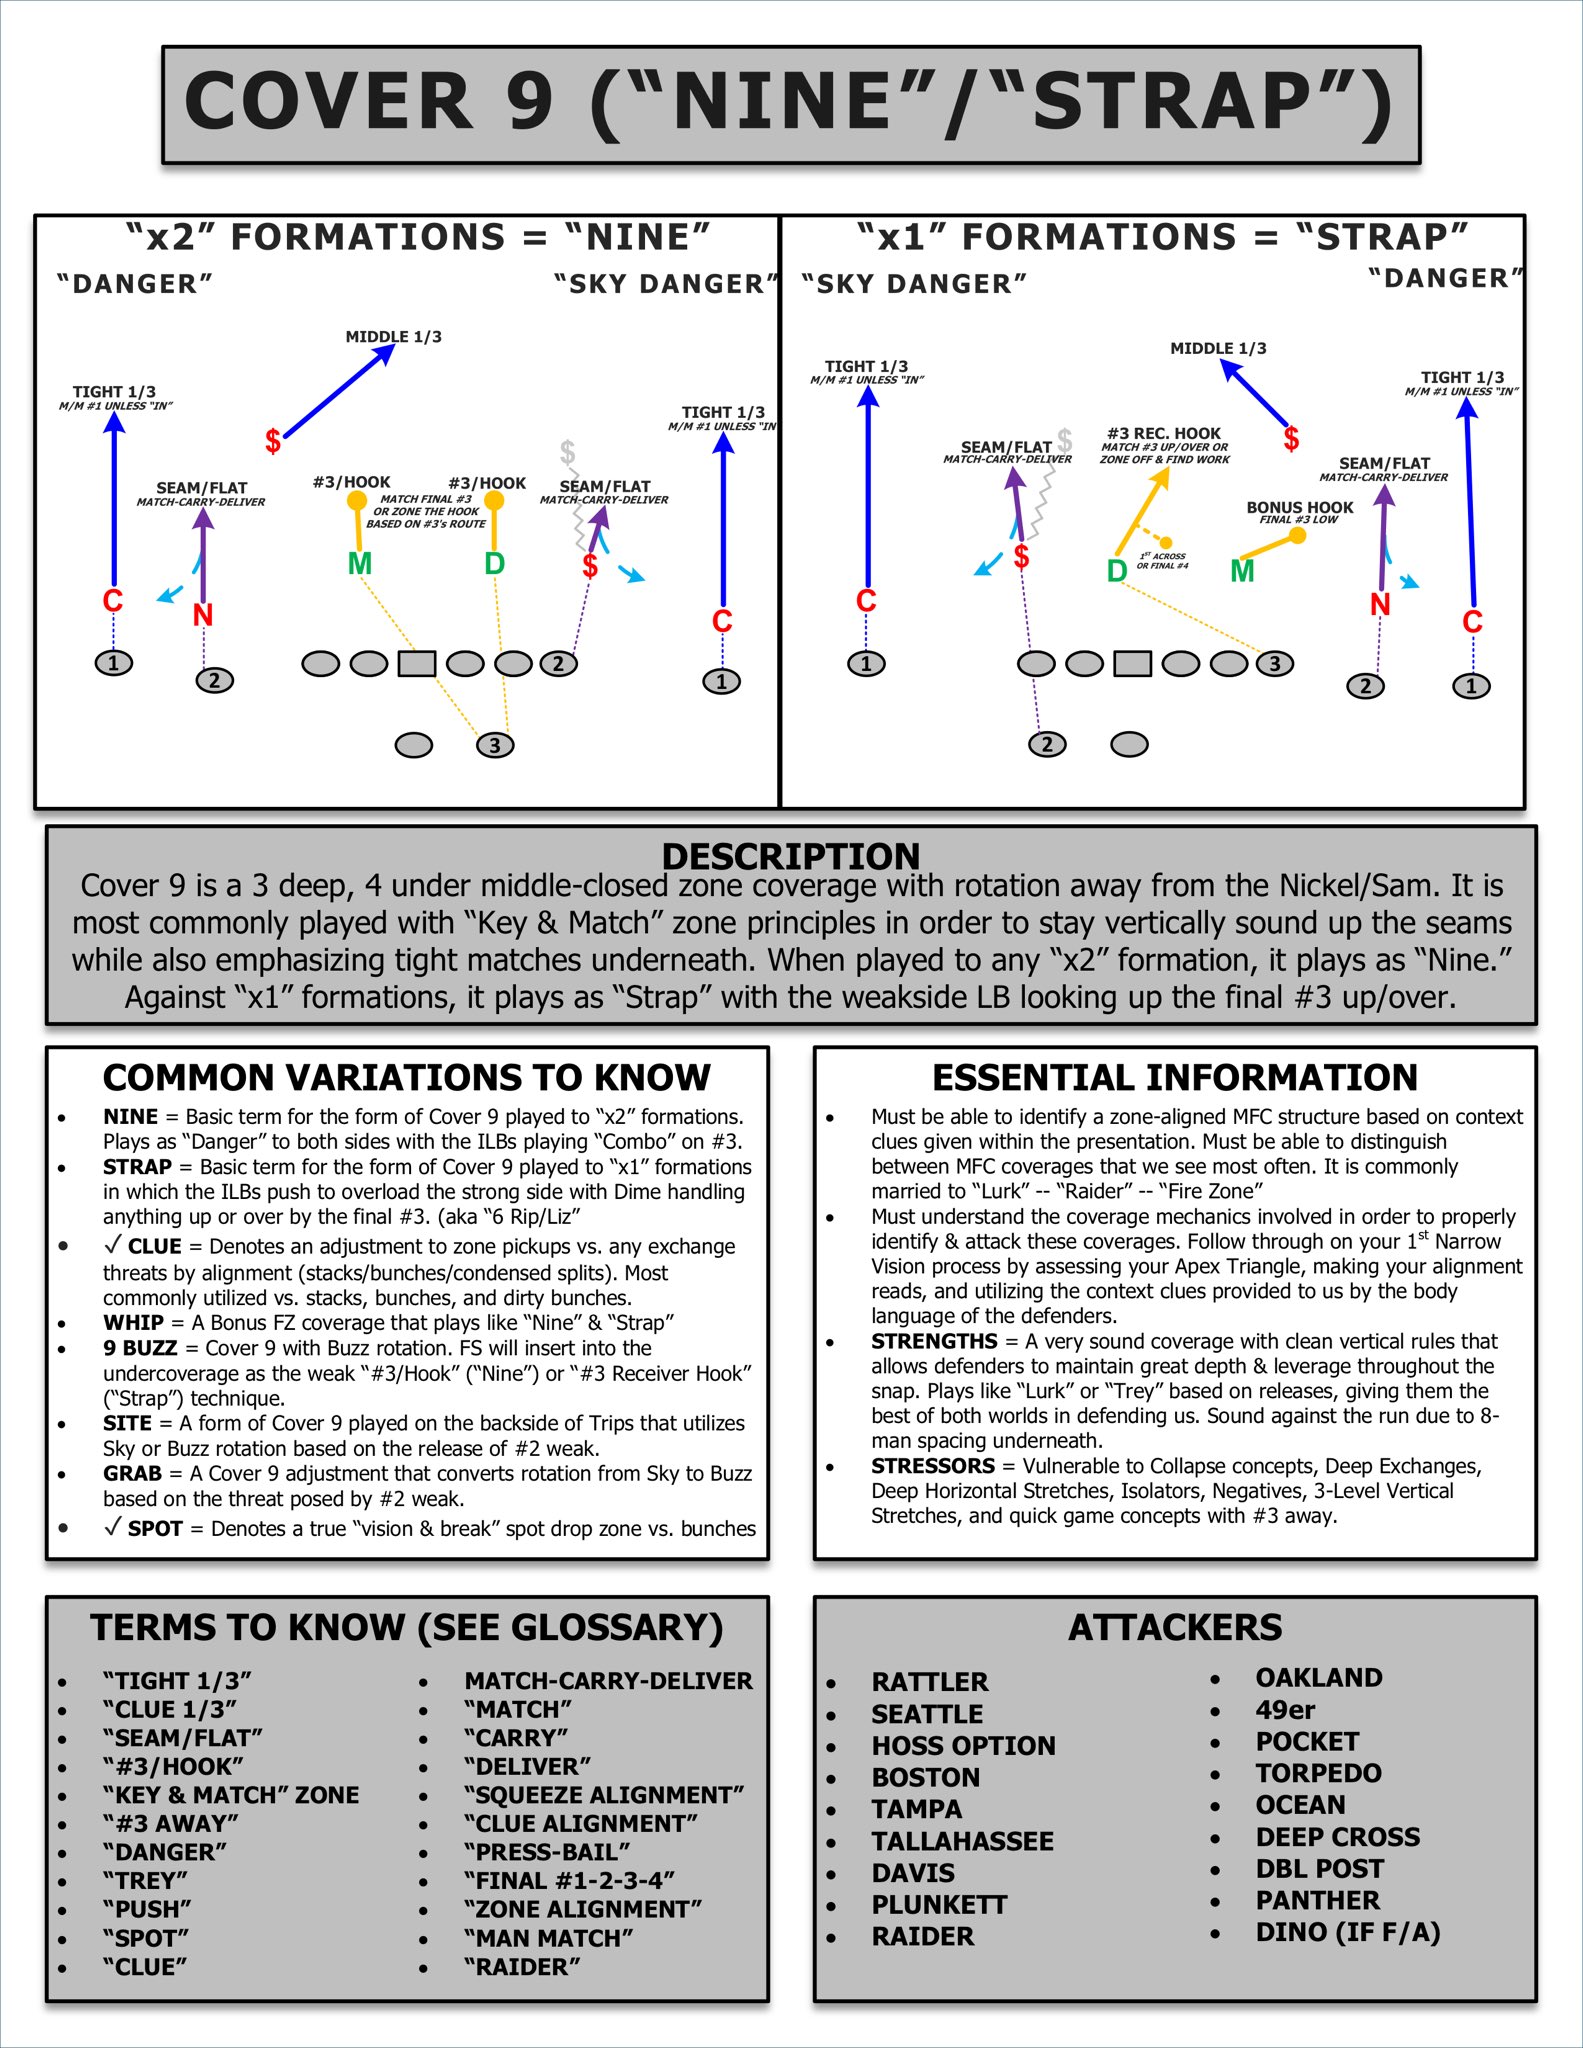 COVER 9 (“NINE”/“STRAP”)
“x2” FORMATIONS = “NINE”
“DANGER”
“SKY DANGER”
MIDDLE 1/3
TIGHT 1/3
M/M #1 UNLESS “IN”
TIGHT 1/3
M/M #1 UNLESS “IN
$
$
SEAM/FLAT
MATCH-CARRY-DELIVER
#3/HOOK
#3/HOOK
MATCH FINAL #3
OR ZONE THE HOOK
BASED ON #3's ROUTE
SEAM/FLAT
MATCH-CARRY-DELIVER
M
D
$
C
N
C
1
2
2
1
3
“x1” FORMATIONS = “STRAP”
“SKY DANGER”
“DANGER”
MIDDLE 1/3
TIGHT 1/3
M/M #1 UNLESS “IN”
TIGHT 1/3
M/M #1 UNLESS “IN”
SEAM/FLAT
MATCH-CARRY-DELIVER
$
#3 REC. HOOK
MATCH #3 UP/OVER OR
ZONE OFF & FIND WORK
$
SEAM/FLAT
MATCH-CARRY-DELIVER
BONUS HOOK
FINAL #3 LOW
1ST ACROSS
OR FINAL #4
$
D
M
C
N
C
1
3
2
1
2
DESCRIPTION
Cover 9 is a 3 deep, 4 under middle-closed zone coverage with rotation away from the Nickel/Sam. It is
most commonly played with “Key & Match” zone principles in order to stay vertically sound up the seams
while also emphasizing tight matches underneath. When played to any “x2” formation, it plays as “Nine.”
Against “x1” formations, it plays as “Strap” with the weakside LB looking up the final #3 up/over.
COMMON VARIATIONS TO KNOW
• NINE = Basic term for the form of Cover 9 played to “x2” formations.
Plays as “Danger” to both sides with the ILBs playing “Combo” on #3.
• STRAP = Basic term for the form of Cover 9 played to “x1” formations
in which the ILBs push to overload the strong side with Dime handling
anything up or over by the final #3. (aka “6 Rip/Liz”
• ✓ CLUE = Denotes an adjustment to zone pickups vs. any exchange
threats by alignment (stacks/bunches/condensed splits). Most
commonly utilized vs. stacks, bunches, and dirty bunches.
• WHIP = A Bonus FZ coverage that plays like “Nine” & “Strap”
• 9 BUZZ = Cover 9 with Buzz rotation. FS will insert into the
undercoverage as the weak “#3/Hook” (“Nine”) or “#3 Receiver Hook”
(“Strap”) technique.
• SITE = A form of Cover 9 played on the backside of Trips that utilizes
Sky or Buzz rotation based on the release of #2 weak.
• GRAB = A Cover 9 adjustment that converts rotation from Sky to Buzz
based on the threat posed by #2 weak.
• ✓ SPOT = Denotes a true “vision & break” spot drop zone vs. bunches
ESSENTIAL INFORMATION
• Must be able to identify a zone-aligned MFC structure based on context
clues given within the presentation. Must be able to distinguish
between MFC coverages that we see most often. It is commonly
married to “Lurk” -- “Raider” -- “Fire Zone”
• Must understand the coverage mechanics involved in order to properly
identify & attack these coverages. Follow through on your 1st Narrow
Vision process by assessing your Apex Triangle, making your alignment
reads, and utilizing the context clues provided to us by the body
language of the defenders.
• STRENGTHS = A very sound coverage with clean vertical rules that
allows defenders to maintain great depth & leverage throughout the
snap. Plays like “Lurk” or “Trey” based on releases, giving them the
best of both worlds in defending us. Sound against the run due to 8-
man spacing underneath.
• STRESSORS = Vulnerable to Collapse concepts, Deep Exchanges,
Deep Horizontal Stretches, Isolators, Negatives, 3-Level Vertical
Stretches, and quick game concepts with #3 away.
TERMS TO KNOW (SEE GLOSSARY)
• “TIGHT 1/3”
• “CLUE 1/3”
• “SEAM/FLAT”
• “#3/HOOK”
• “KEY & MATCH” ZONE
• “#3 AWAY”
• “DANGER”
• “TREY”
• “PUSH”
• “SPOT”
• “CLUE”
• MATCH-CARRY-DELIVER
• “MATCH”
• “CARRY”
• “DELIVER”
• “SQUEEZE ALIGNMENT”
• “CLUE ALIGNMENT”
• “PRESS-BAIL”
• “FINAL #1-2-3-4”
• “ZONE ALIGNMENT”
• “MAN MATCH”
• “RAIDER”
ATTACKERS
• RATTLER
• SEATTLE
• HOSS OPTION
• BOSTON
• TAMPA
• TALLAHASSEE
• DAVIS
• PLUNKETT
• RAIDER
• OAKLAND
• 49er
• POCKET
• TORPEDO
• OCEAN
• DEEP CROSS
• DBL POST
• PANTHER
• DINO (IF F/A)